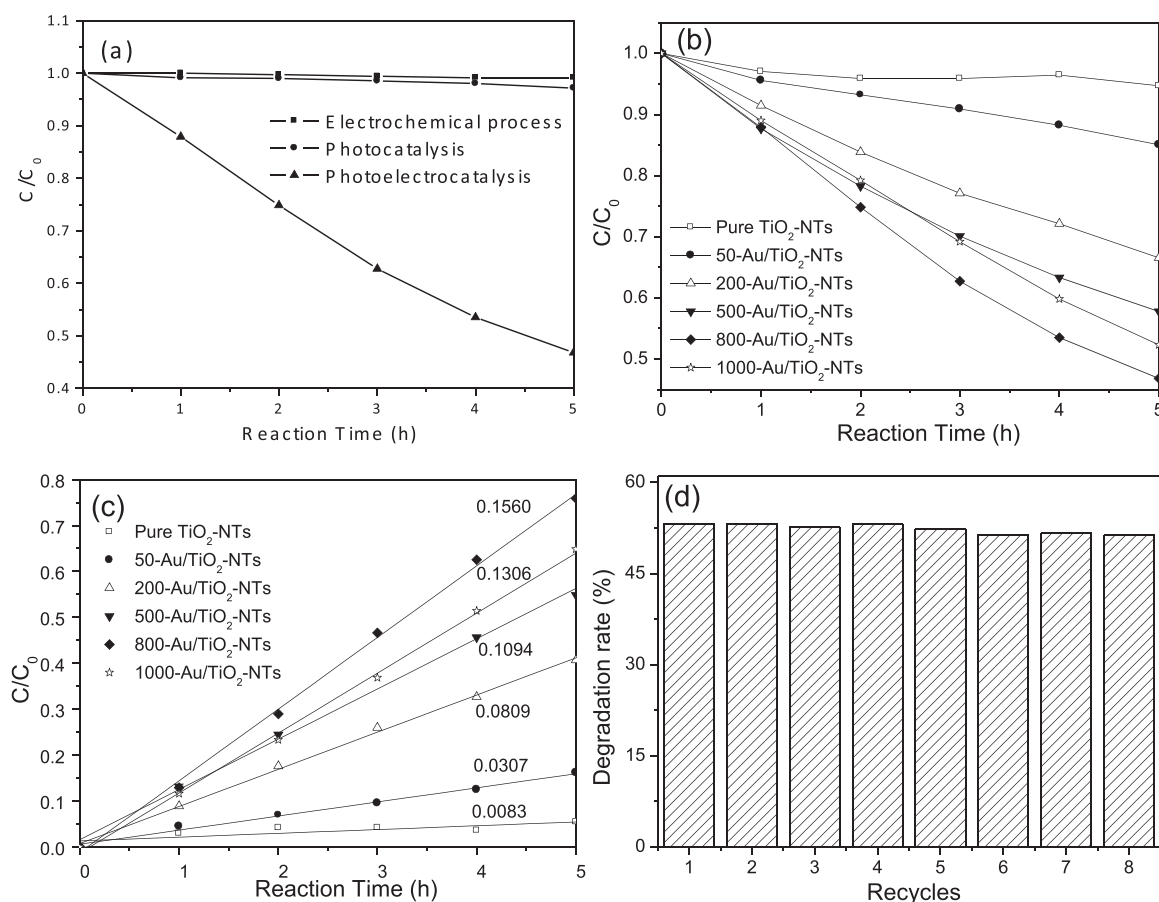 (a)
1.1
1.0
0.9
0.8
0.7
0.6
0.5
0.4
C/C0
Electrochemical process
Photocatalysis
Photoelectrocatalysis
0 1 2 3 4 5
Reaction Time (h)
(b)
1.0
0.9
0.8
0.7
0.6
0.5
C/C0
Pure TiO2-NTs
50-Au/TiO2-NTs
200-Au/TiO2-NTs
500-Au/TiO2-NTs
800-Au/TiO2-NTs
1000-Au/TiO2-NTs
0 1 2 3 4 5
Reaction Time (h)
(c)
0.8
0.7
0.6
0.5
0.4
0.3
0.2
0.1
0.0
C/C0
Pure TiO2-NTs
50-Au/TiO2-NTs
200-Au/TiO2-NTs
500-Au/TiO2-NTs
800-Au/TiO2-NTs
1000-Au/TiO2-NTs
0.1560
0.1306
0.1094
0.0809
0.0307
0.0083
0 1 2 3 4 5
Reaction Time (h)
(d)
60
45
30
15
0
Degradation rate (%)
1 2 3 4 5 6 7 8
Recycles